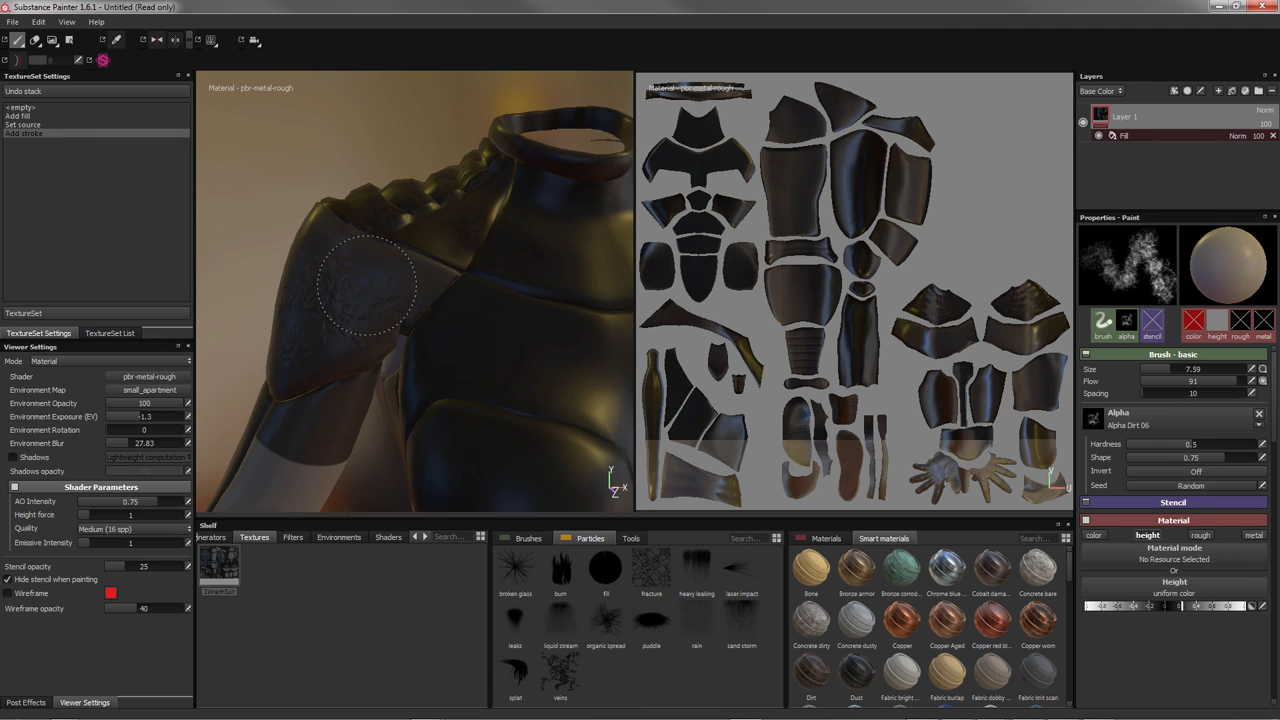 Substance Painter 1.6.1 - Untitled (Read only)
File Edit View Help
TextureSet Settings
Undo stack
<empty>
Add fill
Set source
Add stroke
TextureSet
TextureSet Settings TextureSet List
Viewer Settings
Mode Material
Shader pbr-metal-rough
Environment Map small_apartment
Environment Opacity 100
Environment Exposure (EV) -1.3
Environment Rotation 0
Environment Blur 27.83
Shadows Lightweight computation
Shadows opacity
Shader Parameters
AO Intensity 0.75
Height force 1
Quality Medium (16 spp)
Emissive Intensity 1
Stencil opacity 25
Hide stencil when painting
Wireframe
Wireframe opacity 40
Post Effects Viewer Settings
Material - pbr-metal-rough
Y
X
Z
Material - pbr-metal-rough
V
U
Shelf
nerators Textures Filters Environments Shaders Search...
Brushes Particles Tools Search...
broken glass burn fill fracture heavy leaking laser impact
leaks liquid stream organic spread puddle rain sand storm
splat veins
Materials Smart materials Search...
Bone Bronze armor Bronze corrod... Chrome blue ... Cobalt dama... Concrete bare
Concrete dirty Concrete dusty Copper Copper Aged Copper red bl... Copper worn
Dirt Dust Fabric bright ... Fabric burlap Fabric dobby ... Fabric knit scan
Layers
Base Color
Norm
Layer 1
100
Fill Norm 100
Properties - Paint
brush alpha stencil color height rough metal
Brush - basic
Size 7.59
Flow 91
Spacing 10
Alpha
Alpha Dirt 06
Hardness 0.5
Shape 0.75
Invert Off
Seed Random
Stencil
Material
color height rough metal
Material mode
No Resource Selected
Or
Height
uniform color